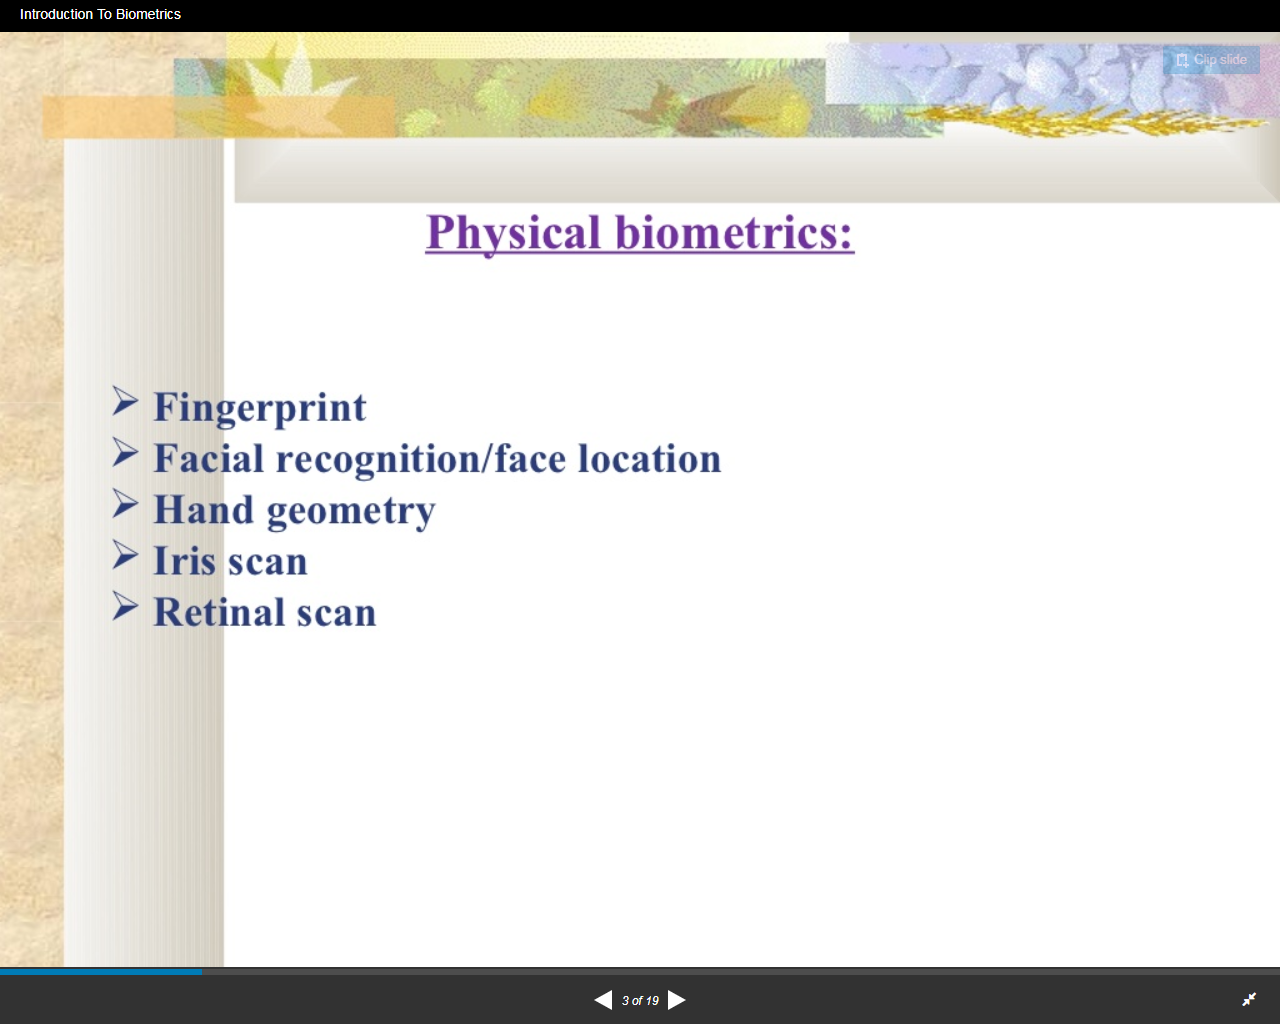 Introduction To Biometrics
Clip slide
Physical biometrics:
Fingerprint
Facial recognition/face location
Hand geometry
Iris scan
Retinal scan
3 of 19